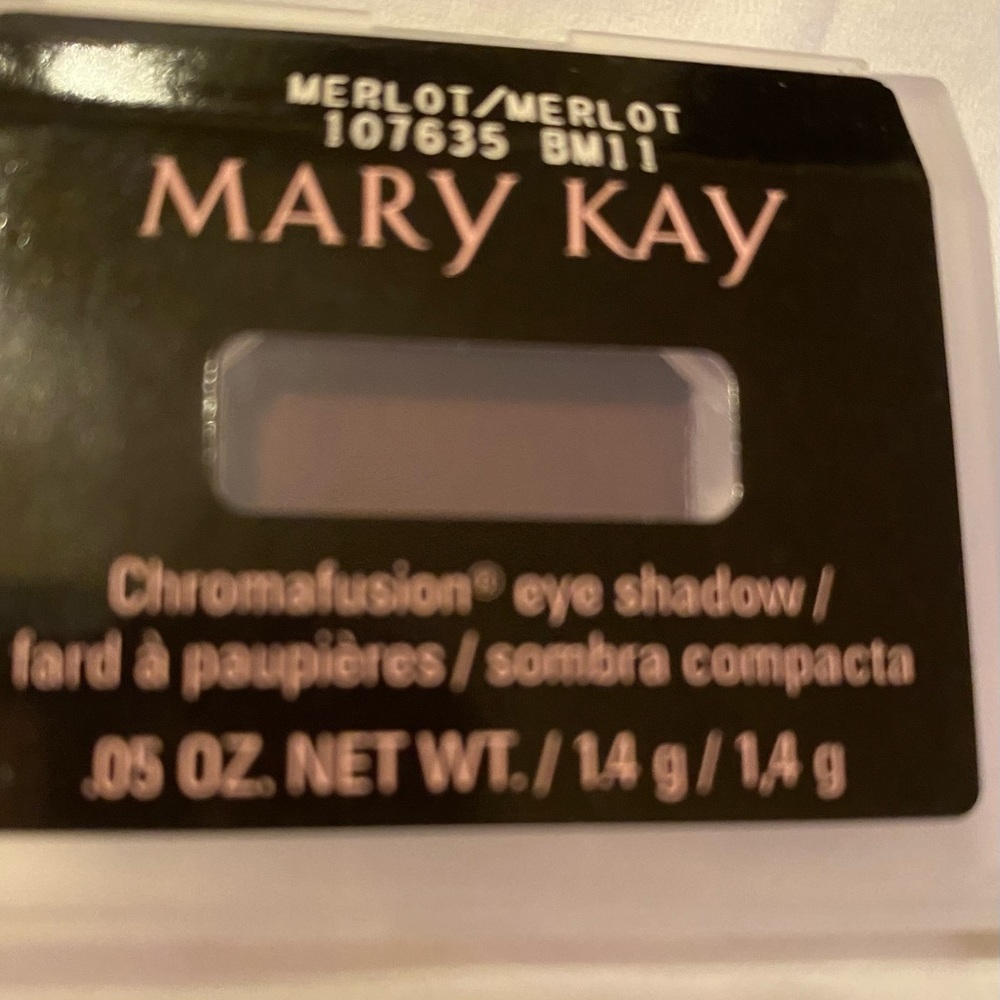 MERLOT/MERLOT
107635 BM11
MARY KAY
Chromafusion® eye shadow /
fard à paupières / sombra compacta
.05 OZ. NET WT. / 1.4 g / 1,4 g